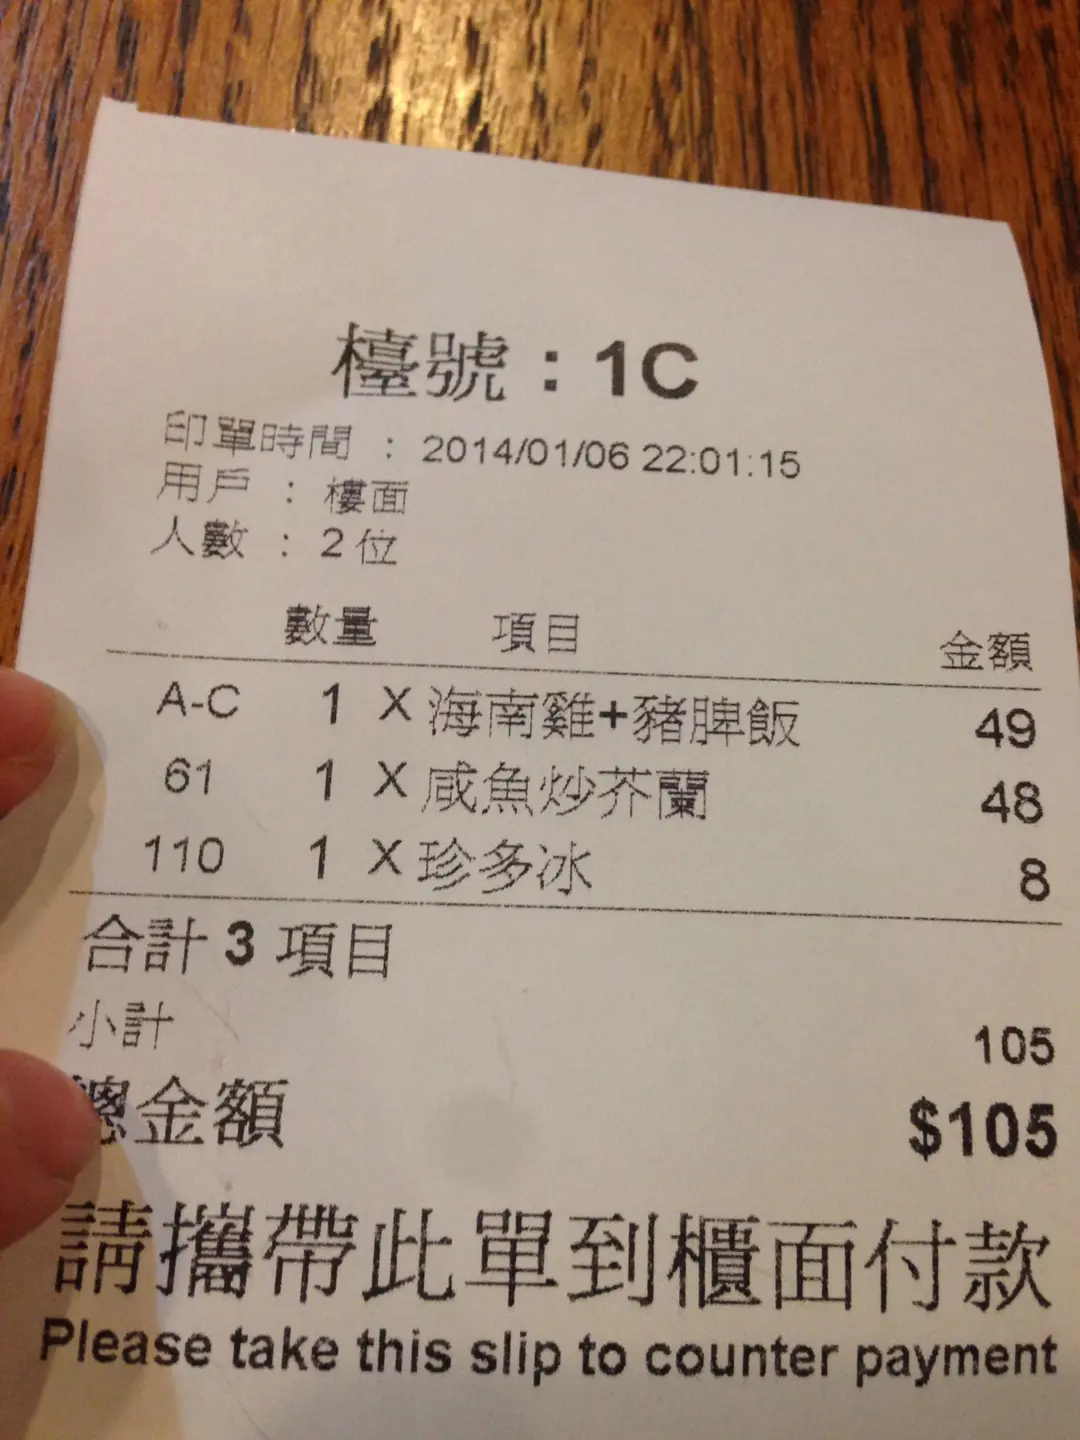 檯號：1C
印單時間 ： 2014/01/06 22:01:15
用戶 ： 樓面
人數 ： 2 位
數量 項目 金額
A-C 1 X 海南雞+豬脾飯 49
61 1 X 咸魚炒芥蘭 48
110 1 X 珍多冰 8
合計 3 項目
小計 105
總金額 $105
請攜帶此單到櫃面付款
Please take this slip to counter payment